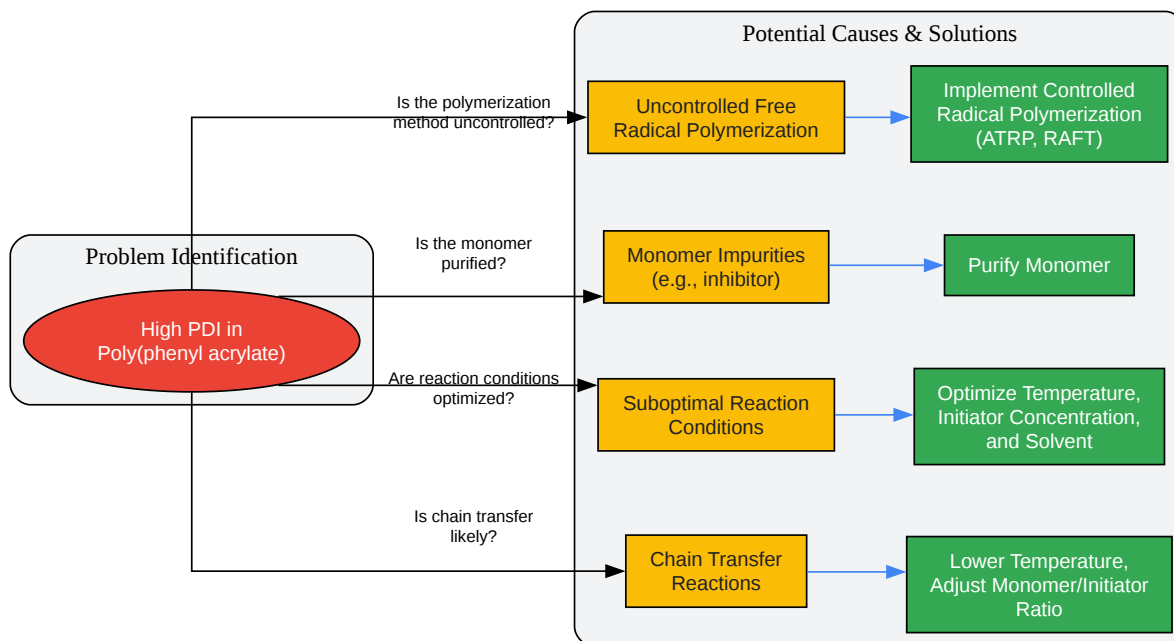 Potential Causes & Solutions
Is the polymerization
method uncontrolled?
Uncontrolled Free
Radical Polymerization
Implement Controlled
Radical Polymerization
(ATRP, RAFT)
Problem Identification
High PDI in
Poly(phenyl acrylate)
Is the monomer
purified?
Monomer Impurities
(e.g., inhibitor)
Purify Monomer
Are reaction conditions
optimized?
Suboptimal Reaction
Conditions
Optimize Temperature,
Initiator Concentration,
and Solvent
Is chain transfer
likely?
Chain Transfer
Reactions
Lower Temperature,
Adjust Monomer/Initiator
Ratio